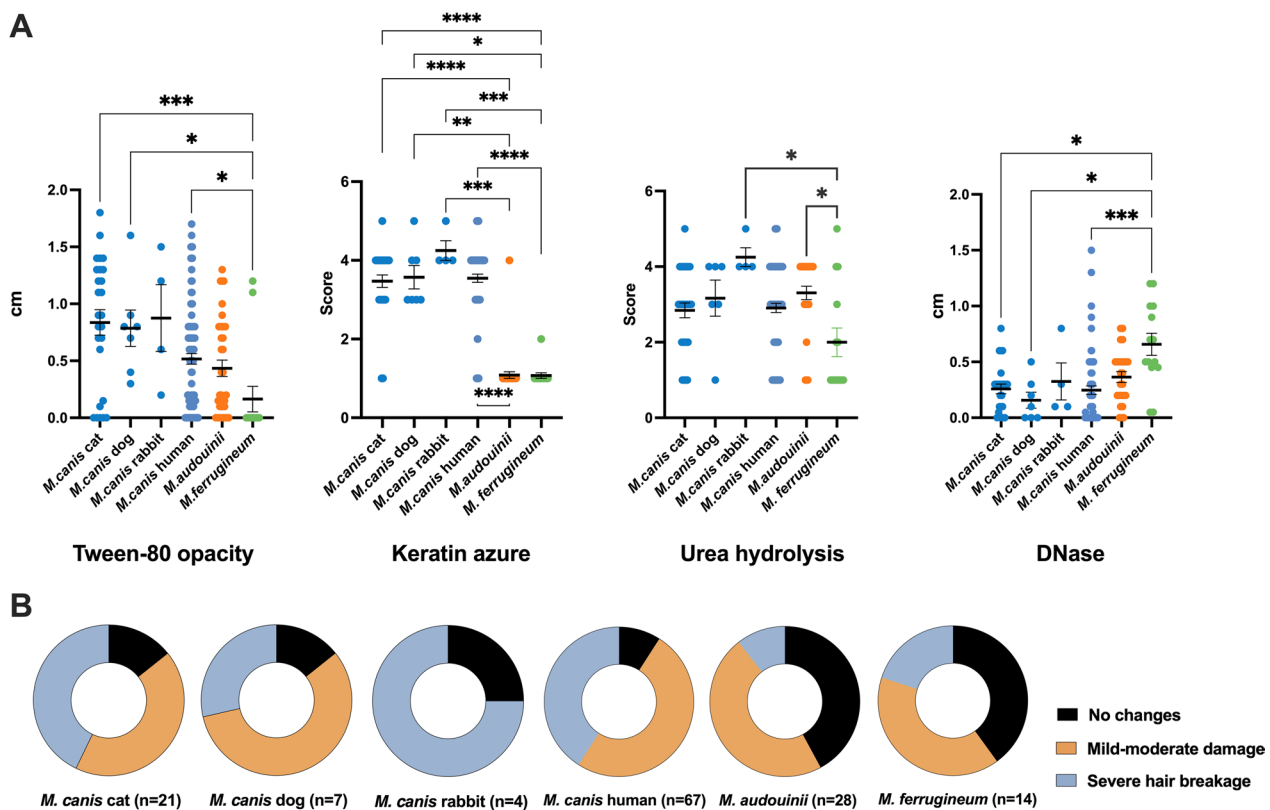 A
****
*
****
***
***
**
*
****
*
***
****
Tween-80 opacity
cm
2.0
1.5
1.0
0.5
0.0
M.canis cat
M.canis dog
M.canis rabbit
M.canis human
M.audouinii
M.ferrugineum
Keratin azure
Score
6
4
2
0
M.canis cat
M.canis dog
M.canis rabbit
M.canis human
M.audouinii
M. ferrugineum
Urea hydrolysis
*
*
Score
6
4
2
0
M.canis cat
M.canis dog
M.canis rabbit
M.canis human
M.audouinii
M. ferrugineum
DNase
*
*
***
cm
2.0
1.5
1.0
0.5
0.0
M.canis cat
M.canis dog
M.canis rabbit
M.canis human
M.audouinii
M. ferrugineum
B
M. canis cat (n=21)
M. canis dog (n=7)
M. canis rabbit (n=4)
M. canis human (n=67)
M. audouinii (n=28)
M. ferrugineum (n=14)
No changes
Mild-moderate damage
Severe hair breakage